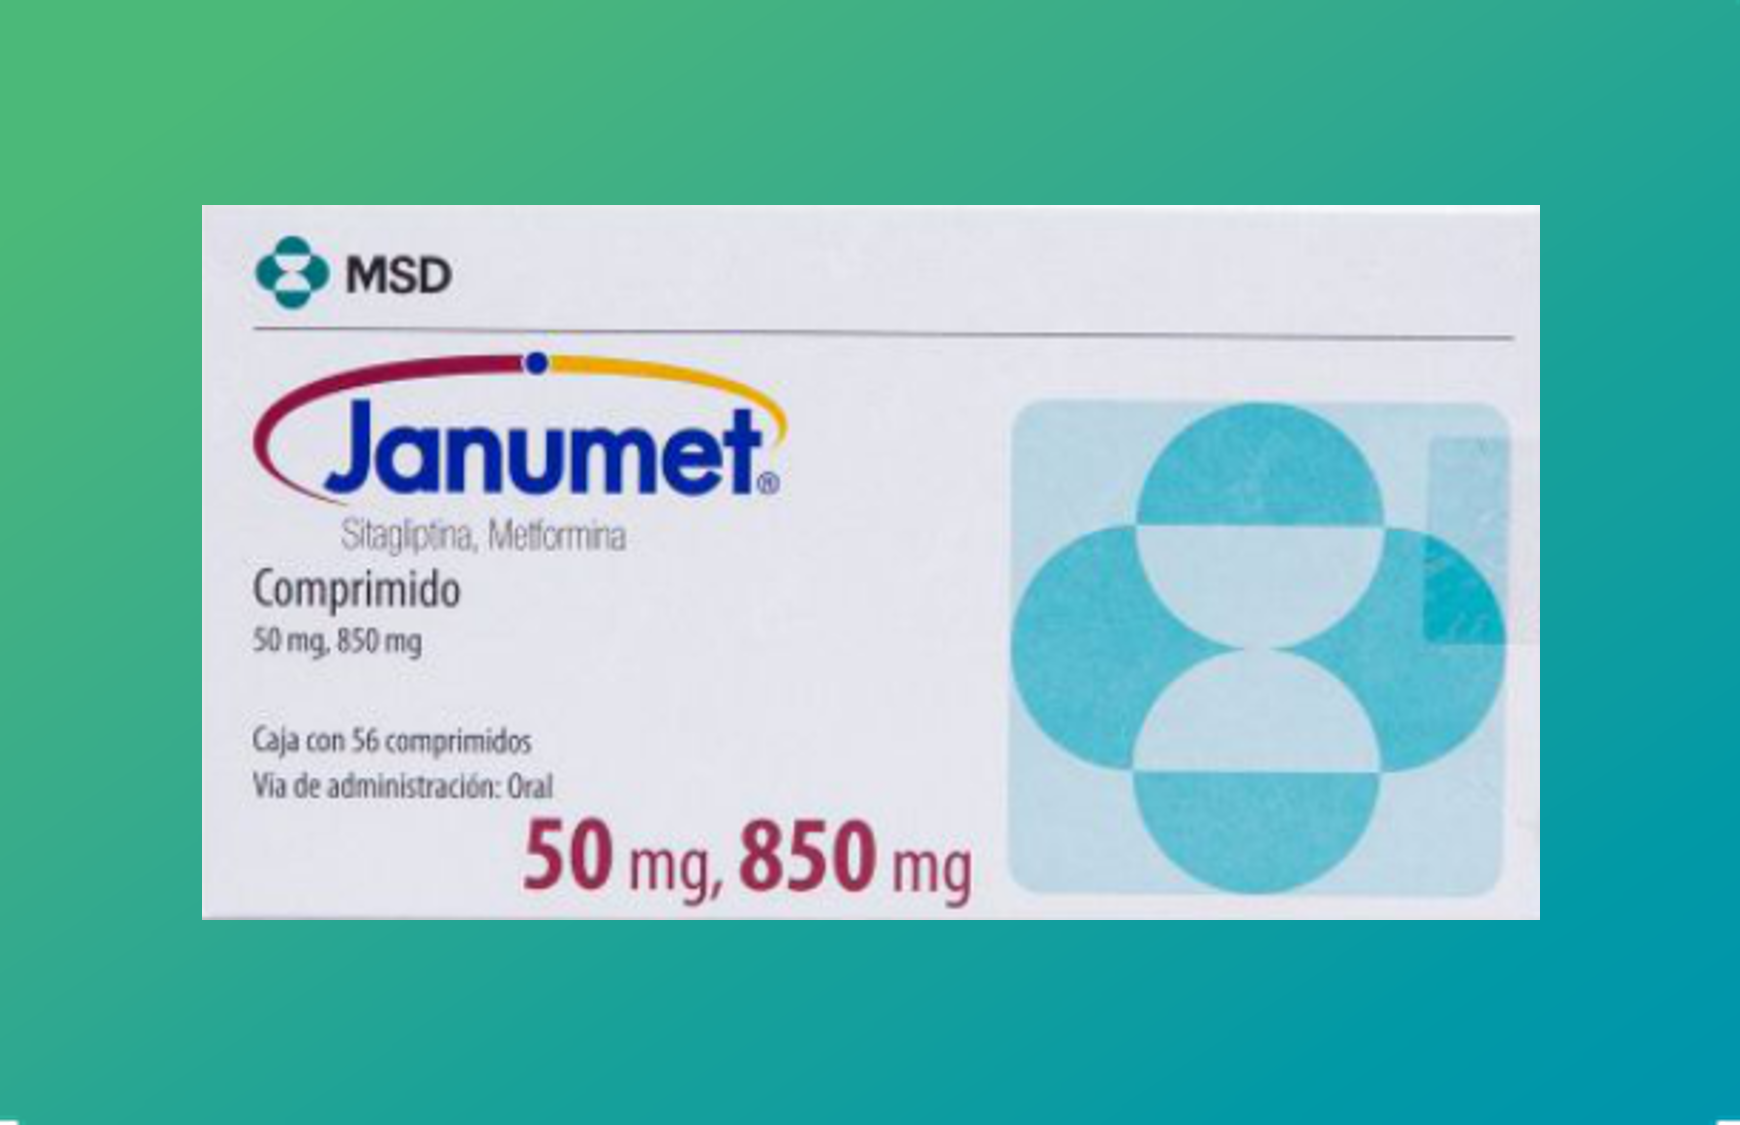 MSD
Janumet®
Sitagliptina, Metformina
Comprimido
50 mg, 850 mg
Caja con 56 comprimidos
Vía de administración: Oral
50 mg, 850 mg